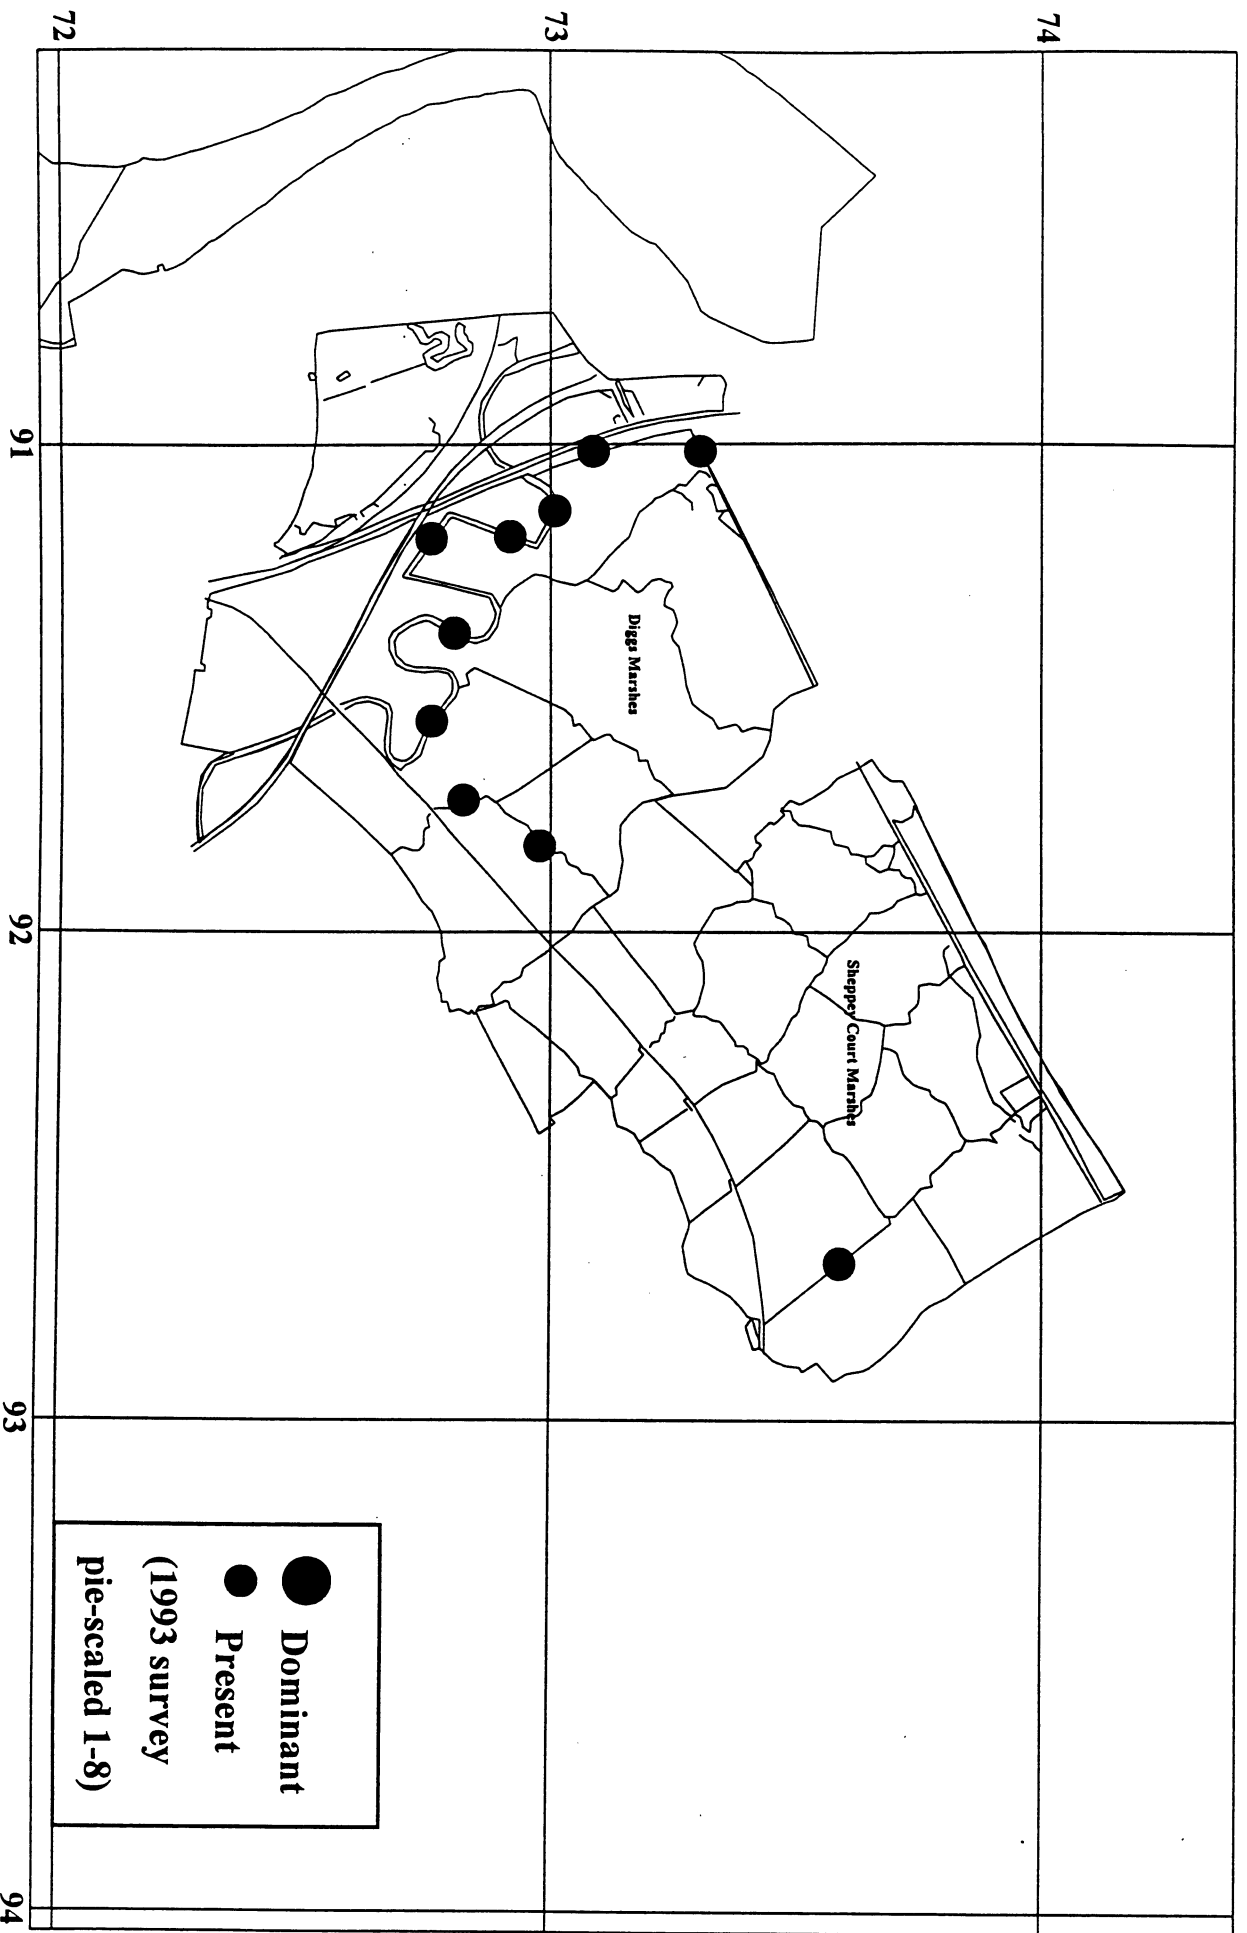 74
73
72
Diggs Marshes
Sheppey Court Marshes
91
92
93
94
Dominant
Present
(1993 survey
pie-scaled 1-8)